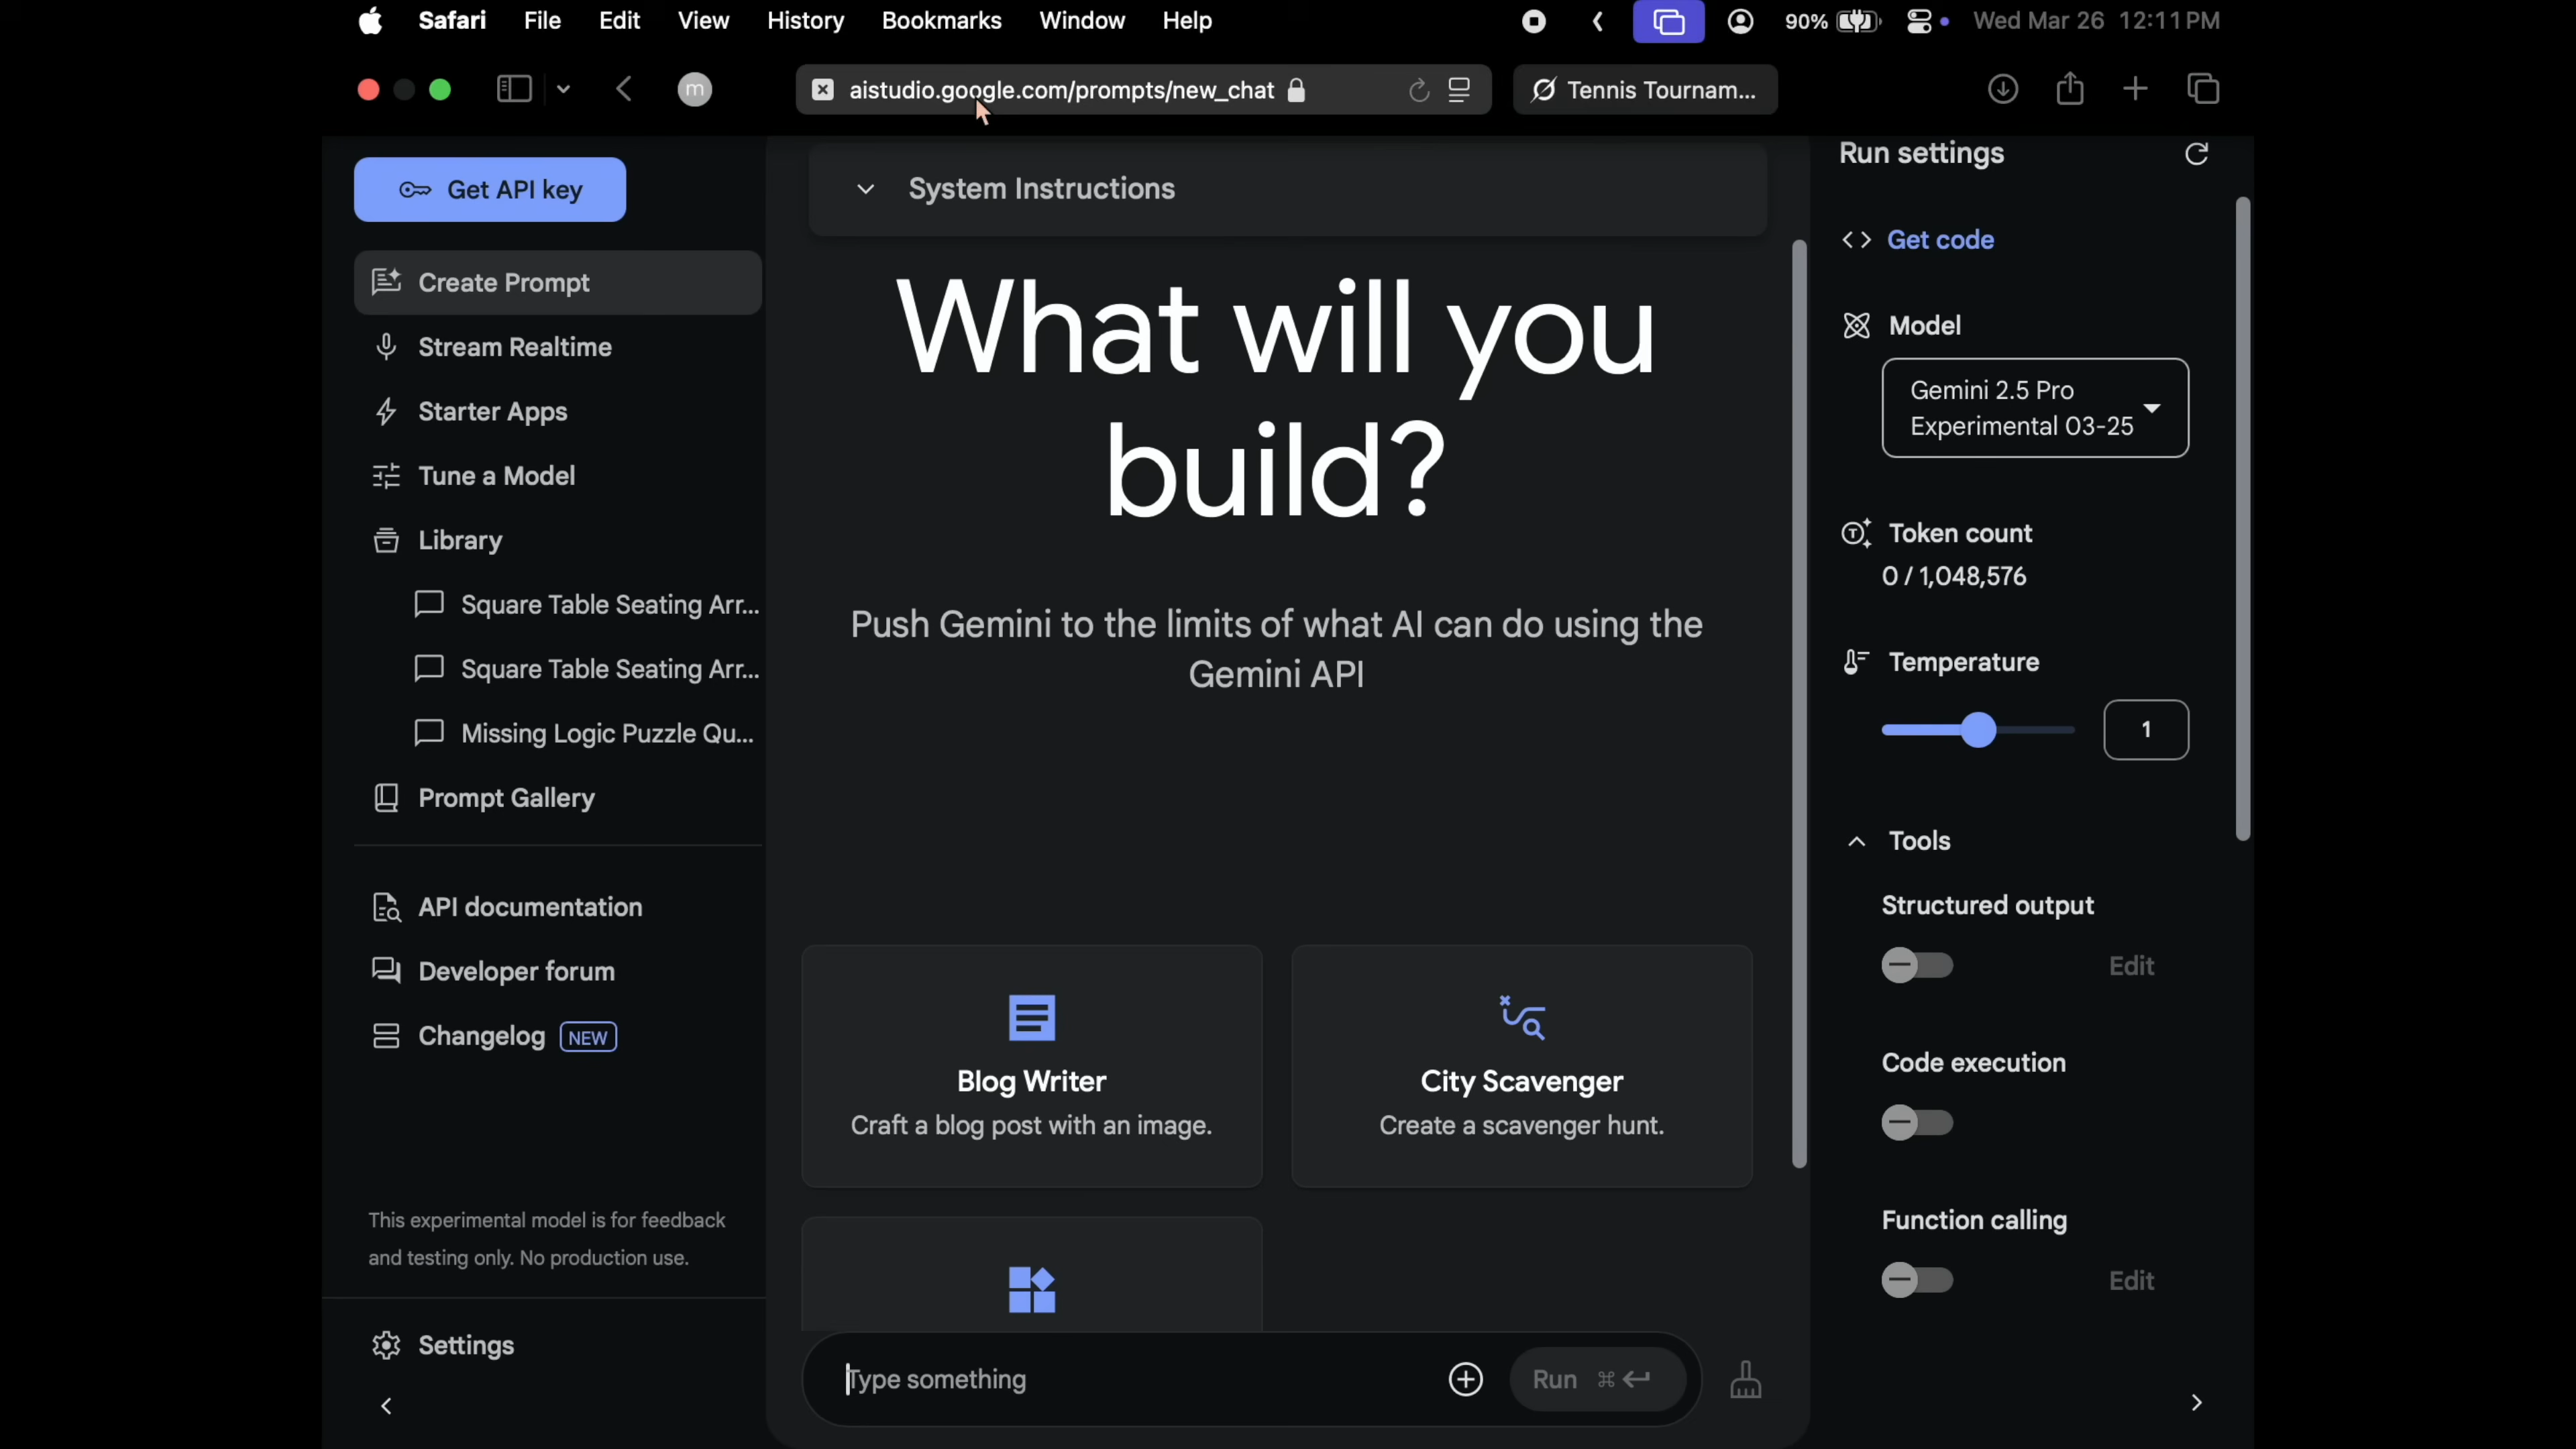 Safari File Edit View History Bookmarks Window Help 90% Wed Mar 26 12:11 PM
m aistudio.google.com/prompts/new_chat Tennis Tournam...
Get API key
Create Prompt
Stream Realtime
Starter Apps
Tune a Model
Library
Square Table Seating Arr...
Square Table Seating Arr...
Missing Logic Puzzle Qu...
Prompt Gallery
API documentation
Developer forum
Changelog NEW
This experimental model is for feedback
and testing only. No production use.
Settings
System Instructions
What will you
build?
Push Gemini to the limits of what AI can do using the
Gemini API
Blog Writer
Craft a blog post with an image.
City Scavenger
Create a scavenger hunt.
Type something
Run ⌘ ↵
Run settings
Get code
Model
Gemini 2.5 Pro
Experimental 03-25
Token count
0 / 1,048,576
Temperature
1
Tools
Structured output
Edit
Code execution
Function calling
Edit